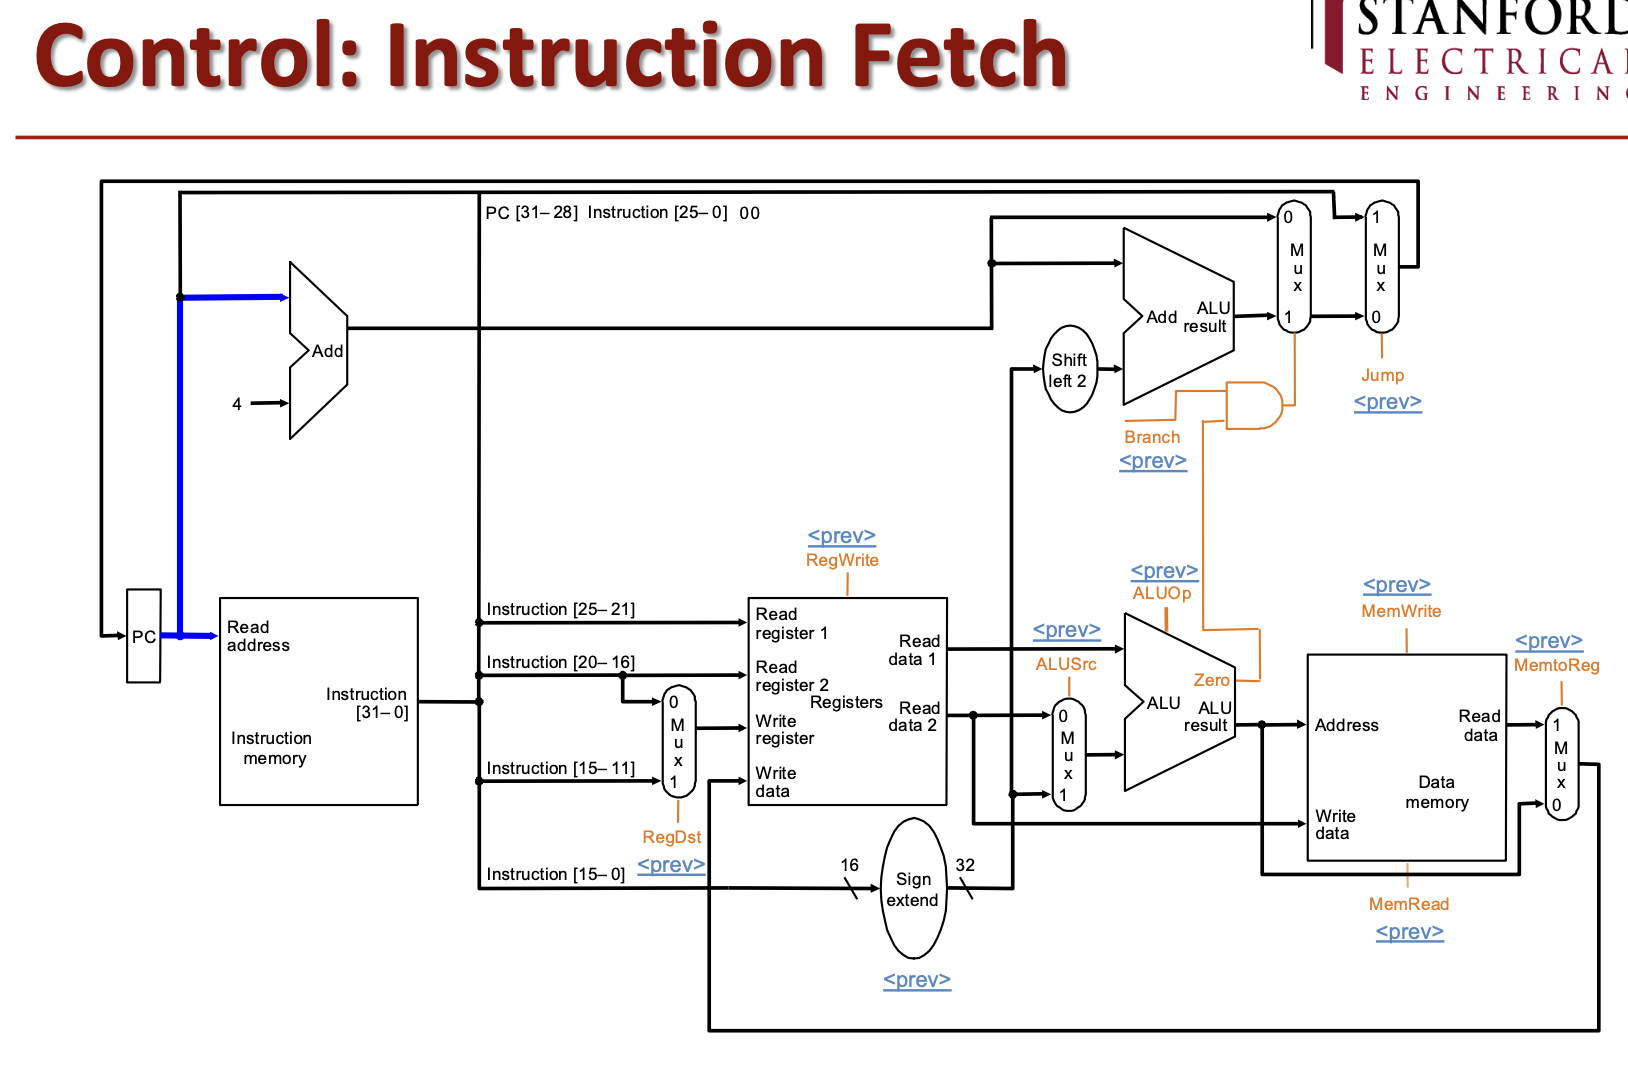 Control: Instruction Fetch
STANFORD
ELECTRICAL
ENGINEERING
PC [31–28] Instruction [25–0] 00
0
M
u
x
1
1
M
u
x
0
Add
ALU
result
Add
Shift
left 2
4
Jump
<prev>
Branch
<prev>
<prev>
RegWrite
<prev>
ALUOp
<prev>
MemWrite
<prev>
MemtoReg
<prev>
ALUSrc
PC
Read
address
Instruction
[31–0]
Instruction
memory
Instruction [25–21]
Instruction [20–16]
Instruction [15–11]
Instruction [15–0]
0
M
u
x
1
RegDst
<prev>
Read
register 1
Read
register 2
Write
register
Write
data
Registers
Read
data 1
Read
data 2
0
M
u
x
1
Zero
ALU
ALU
result
Address
Read
data
Data
memory
Write
data
1
M
u
x
0
16
Sign
extend
32
<prev>
MemRead
<prev>